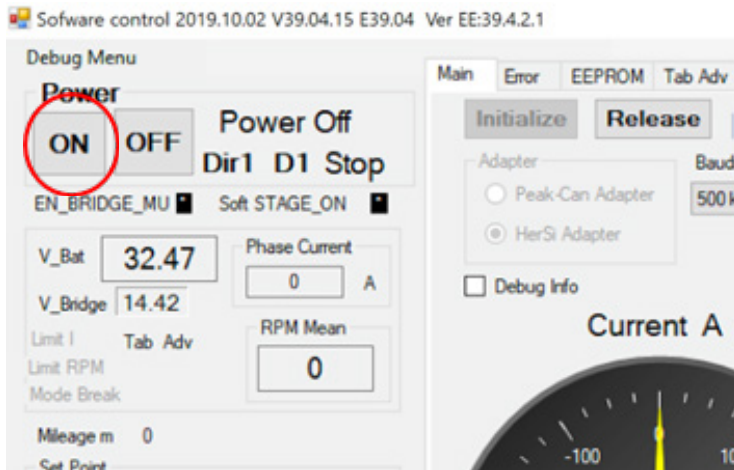 Sofware control 2019.10.02 V39.04.15 E39.04 Ver EE:39.4.2.1
Debug Menu
Power
ON OFF
Power Off
Dir1 D1 Stop
EN_BRIDGE_MU
Soft STAGE_ON
V_Bat 32.47
V_Bridge 14.42
Phase Current
0 A
Limit I
Tab Adv
Limit RPM
Mode Break
RPM Mean
0
Mileage m 0
Set Point
Main Error EEPROM Tab Adv
Initialize Release
Adapter
Peak-Can Adapter
HerSi Adapter
Baud
500 k
Debug Info
Current A
-100
10